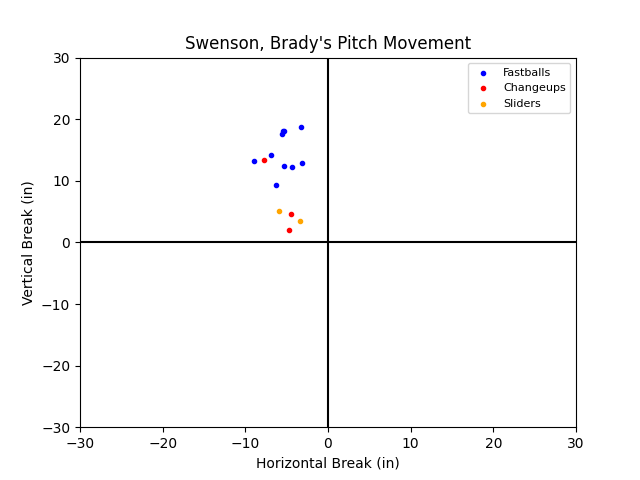 Swenson, Brady's Pitch Movement
Fastballs
Changeups
Sliders
Vertical Break (in)
30
20
10
0
−10
−20
−30
−30
−20
−10
0
10
20
30
Horizontal Break (in)